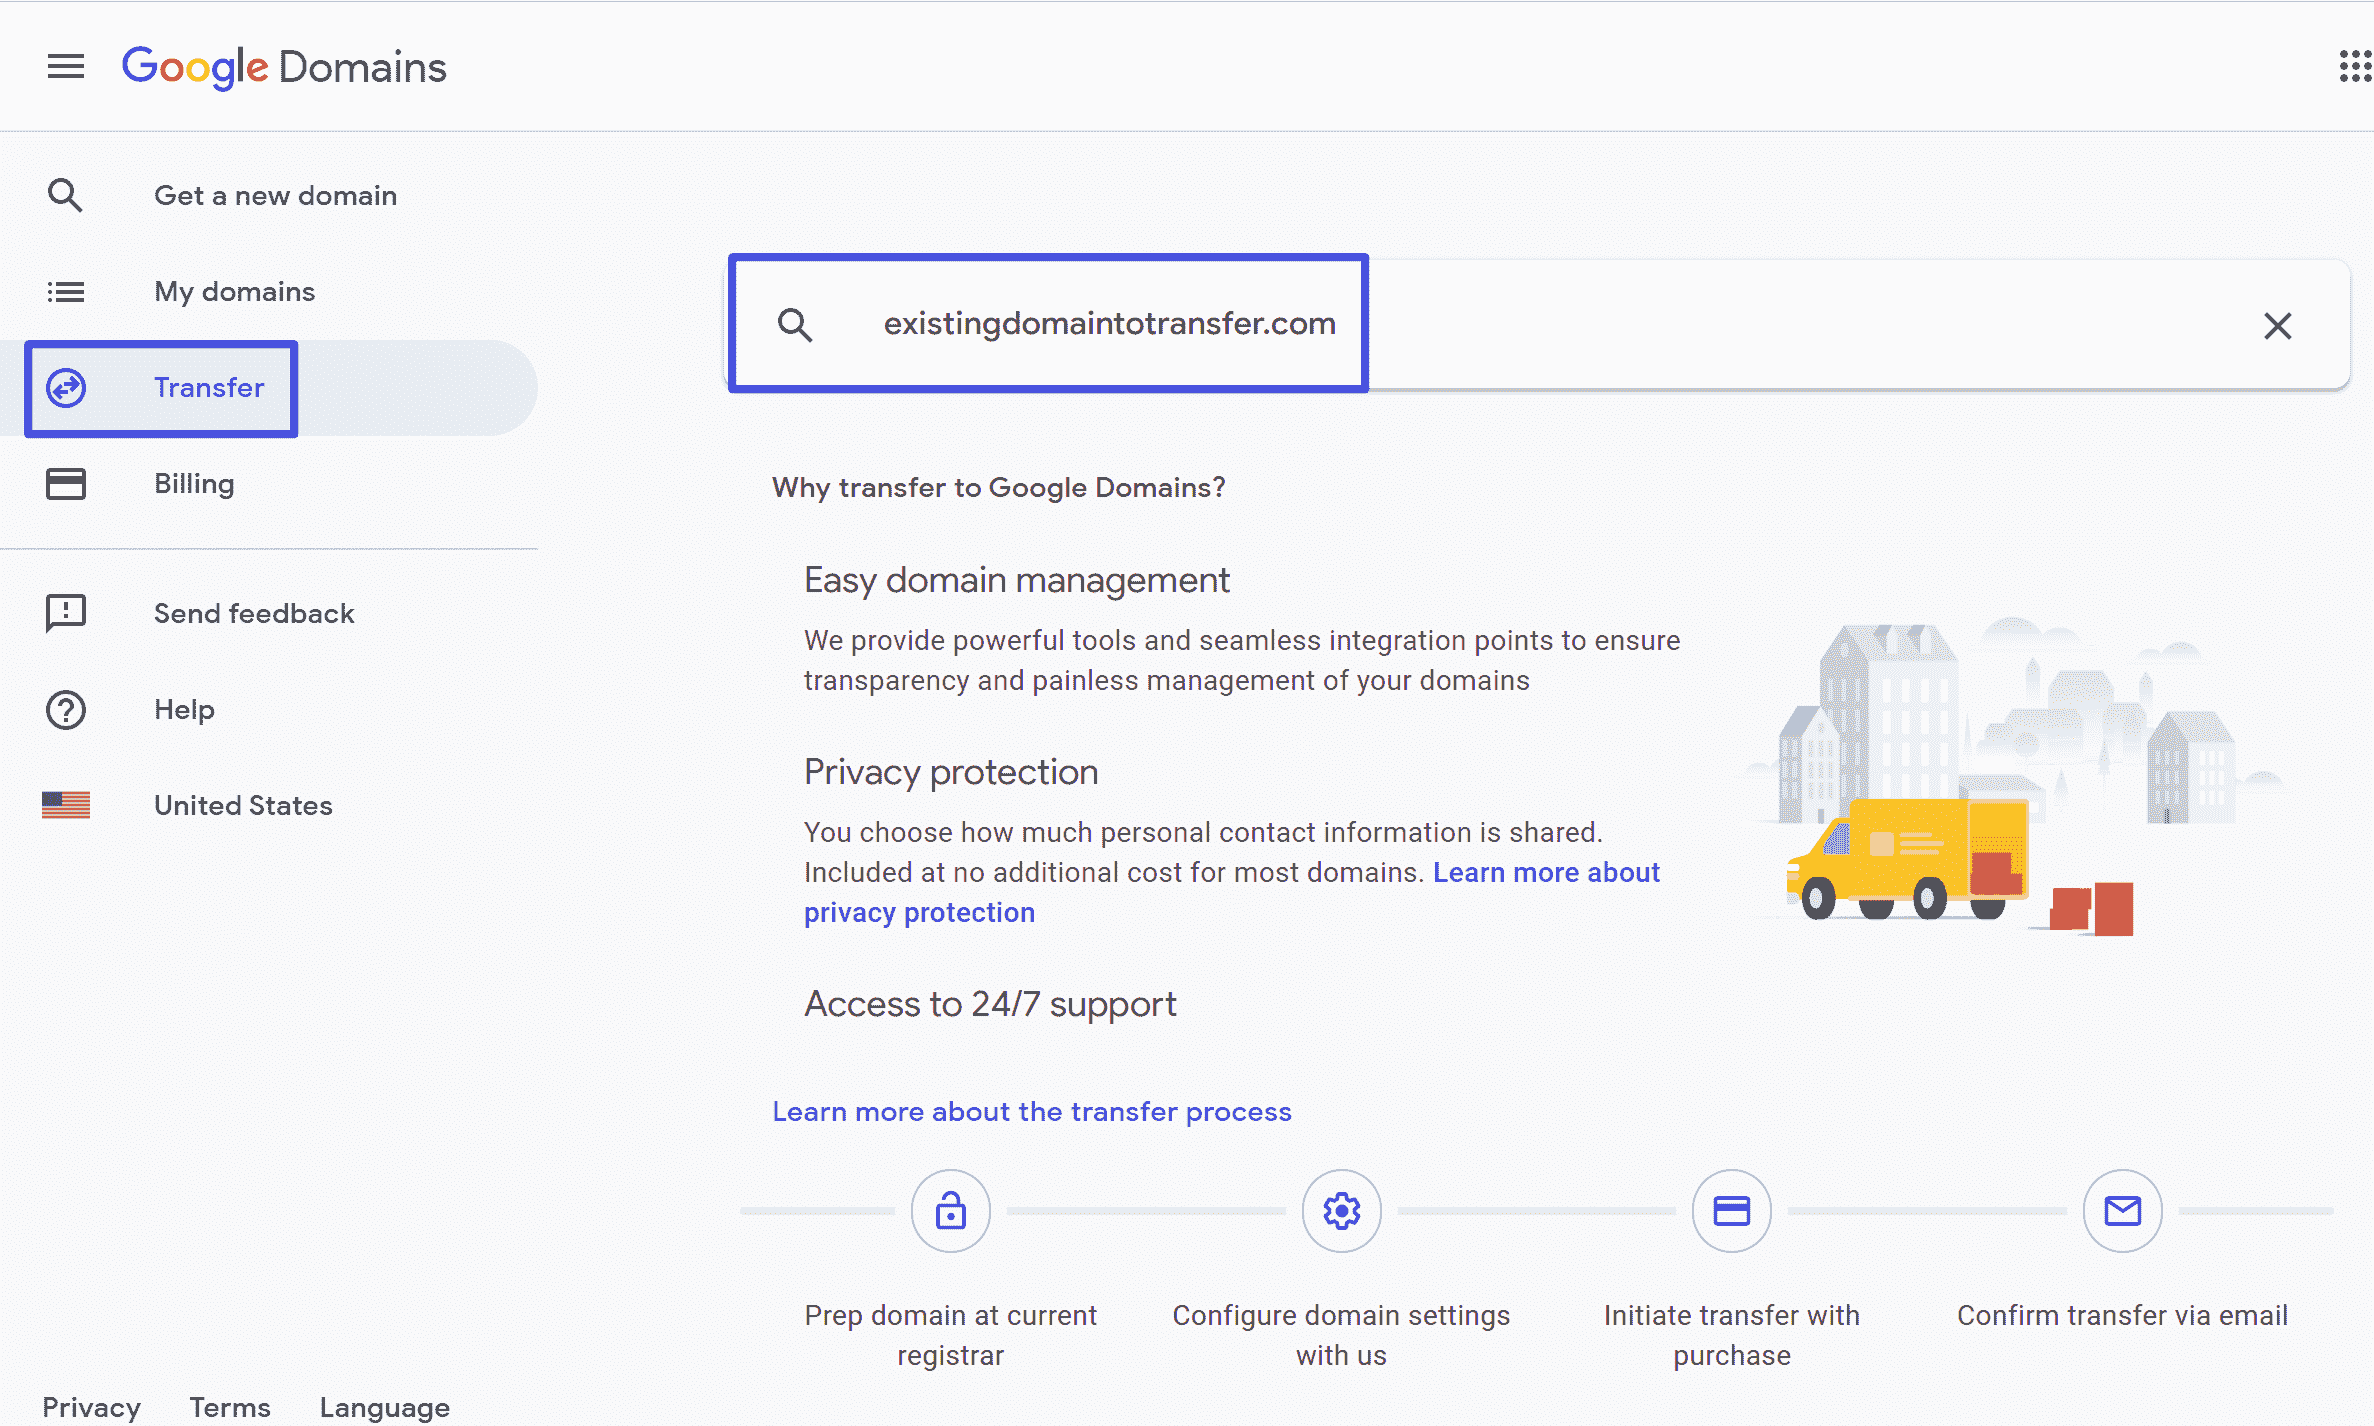 Google Domains
Get a new domain
My domains
Transfer
Billing
Send feedback
Help
United States
Privacy Terms Language
existingdomaintotransfer.com
Why transfer to Google Domains?
Easy domain management
We provide powerful tools and seamless integration points to ensure
transparency and painless management of your domains
Privacy protection
You choose how much personal contact information is shared.
Included at no additional cost for most domains. Learn more about
privacy protection
Access to 24/7 support
Learn more about the transfer process
Prep domain at current
registrar
Configure domain settings
with us
Initiate transfer with
purchase
Confirm transfer via email